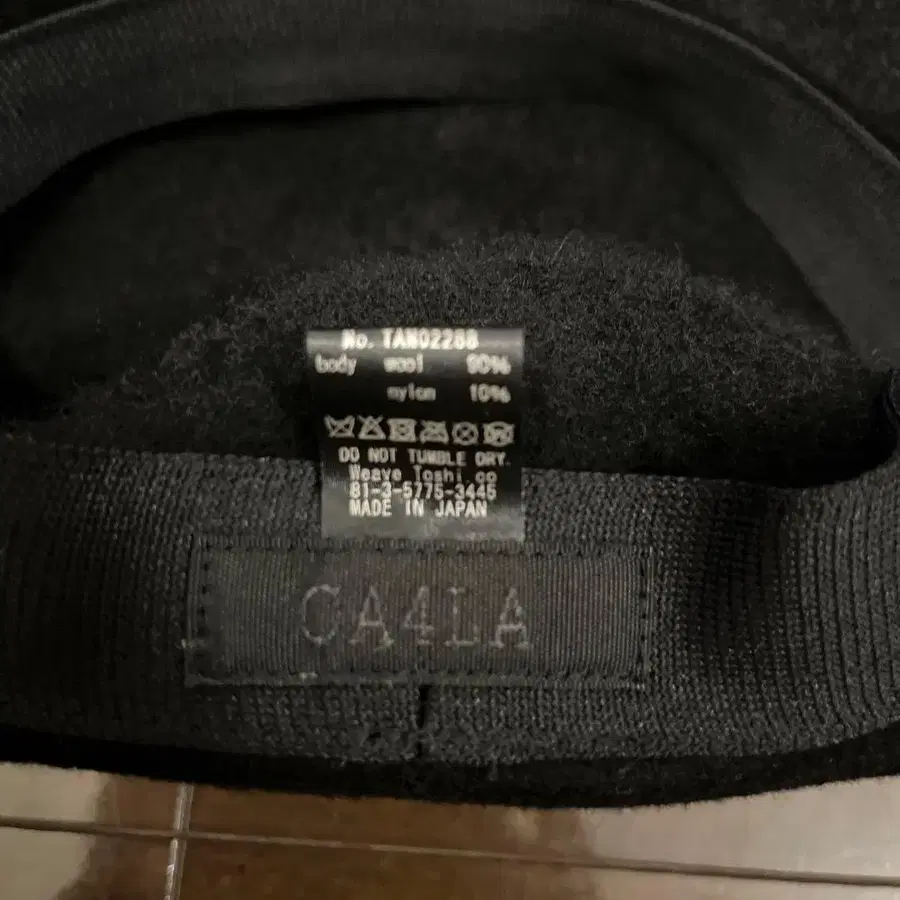 No. TAN02288
body wool 90%
nylon 10%
DO NOT TUMBLE DRY.
Weave Toshi co
81-3-5775-3445
MADE IN JAPAN
CA4LA